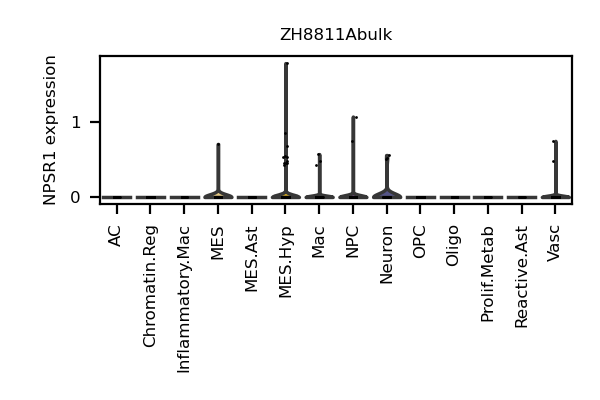 ZH8811Abulk
NPSR1 expression
1
0
AC
Chromatin.Reg
Inflammatory.Mac
MES
MES.Ast
MES.Hyp
Mac
NPC
Neuron
OPC
Oligo
Prolif.Metab
Reactive.Ast
Vasc